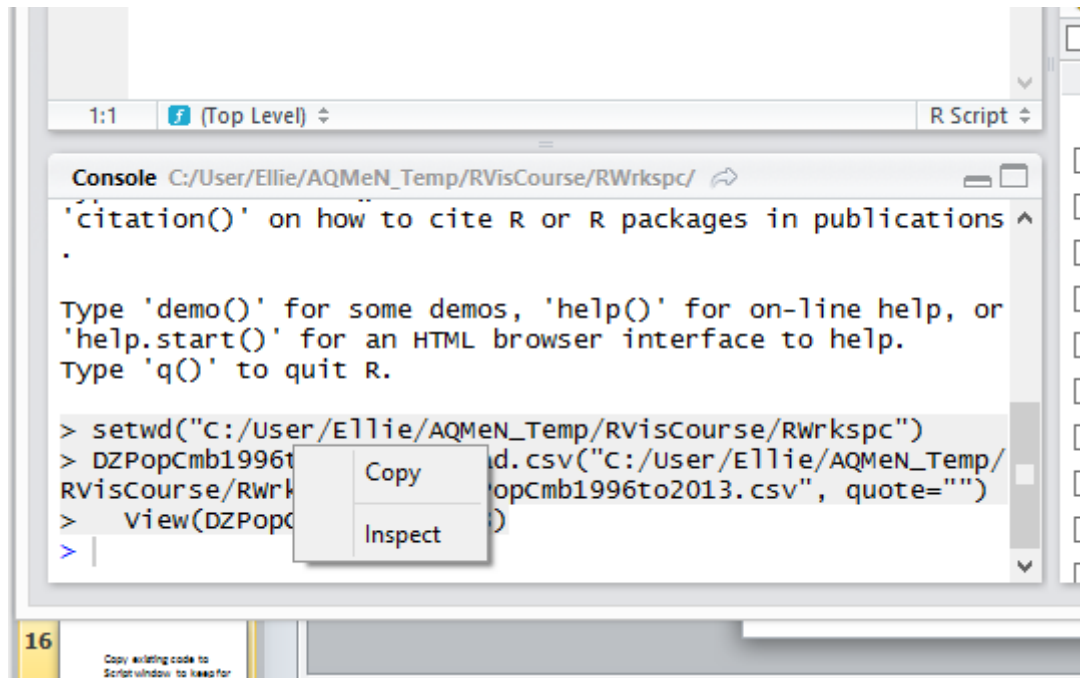 1:1 (Top Level) R Script
Console C:/User/Ellie/AQMeN_Temp/RVisCourse/RWrkspc/
'citation()' on how to cite R or R packages in publications
.
Type 'demo()' for some demos, 'help()' for on-line help, or
'help.start()' for an HTML browser interface to help.
Type 'q()' to quit R.
> setwd("C:/User/Ellie/AQMeN_Temp/RVisCourse/RWrkspc")
> DZPopCmb1996t d.csv("C:/User/Ellie/AQMeN_Temp/
RVisCourse/RWrk opCmb1996to2013.csv", quote="")
> View(DZPopC )
>
Copy
Inspect
16
Copy existing code to
Script window to keep for